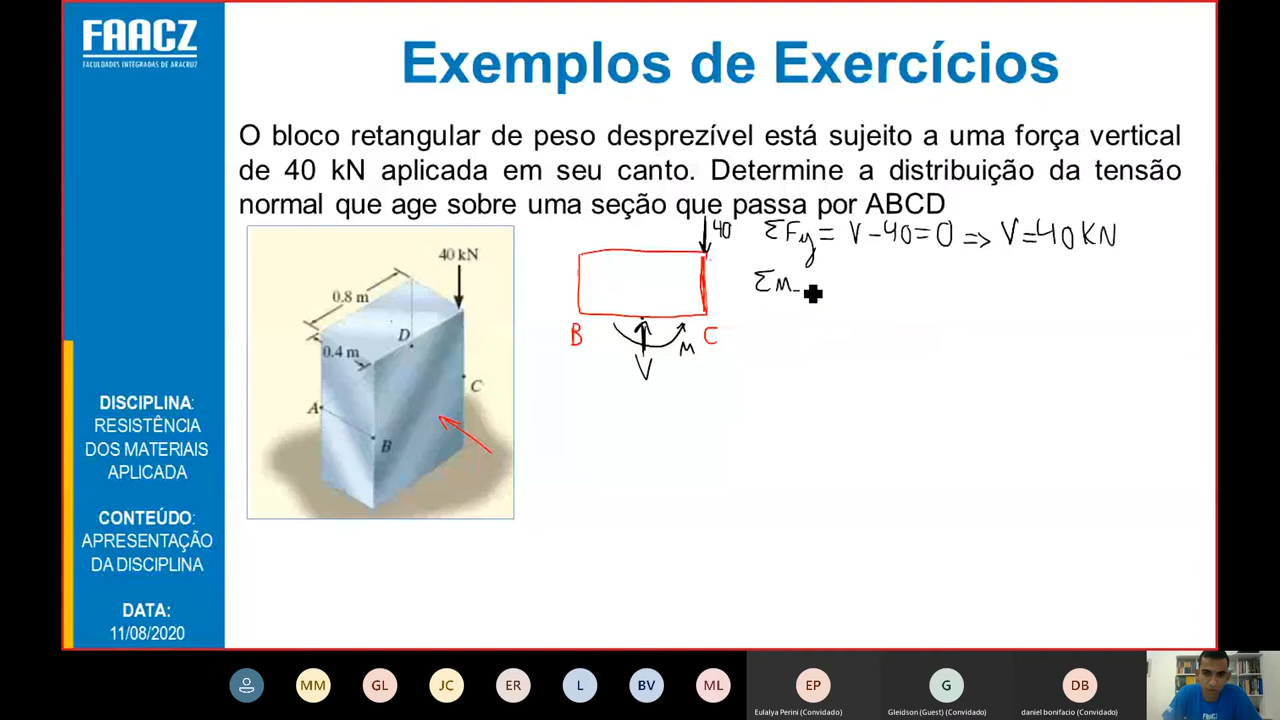 FAACZ
FACULDADES INTEGRADAS DE ARACRUZ
Exemplos de Exercícios
O bloco retangular de peso desprezível está sujeito a uma força vertical
de 40 kN aplicada em seu canto. Determine a distribuição da tensão
normal que age sobre uma seção que passa por ABCD
40 kN
0.8 m
0.4 m
D
C
A
B
40
B
C
M
V
ΣFy = V-40=0 => V=40KN
ΣM-
DISCIPLINA:
RESISTÊNCIA
DOS MATERIAIS
APLICADA
CONTEÚDO:
APRESENTAÇÃO
DA DISCIPLINA
DATA:
11/08/2020
MM
GL
JC
ER
L
BV
ML
EP
Eulalya Perini (Convidado)
G
Gleidson (Guest) (Convidado)
DB
daniel bonifacio (Convidado)